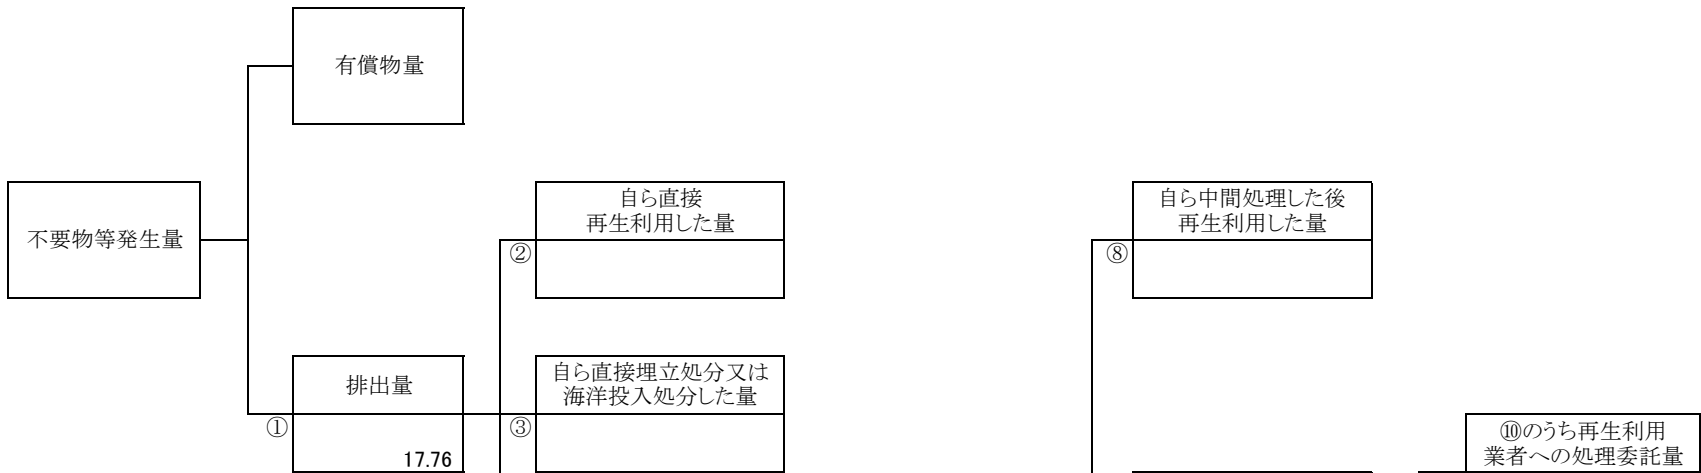 有償物量
不要物等発生量
自ら直接
再生利用した量
②
自ら中間処理した後
再生利用した量
⑧
排出量
①
17.76
自ら直接埋立処分又は
海洋投入処分した量
③
⑩のうち再生利用
業者への処理委託量